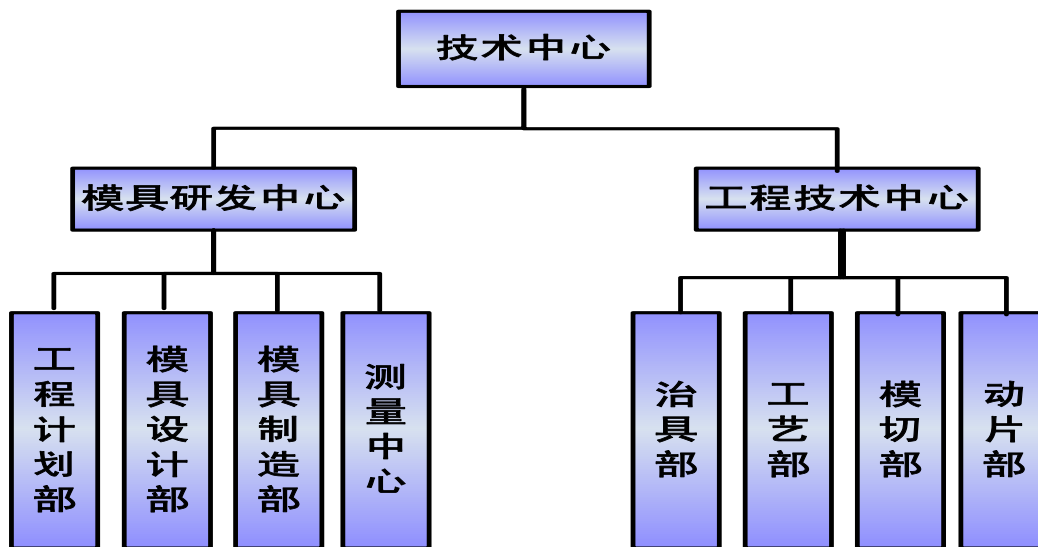 技术中心
模具研发中心
工程技术中心
工程计划部
模具设计部
模具制造部
测量中心
治具部
工艺部
模切部
动片部